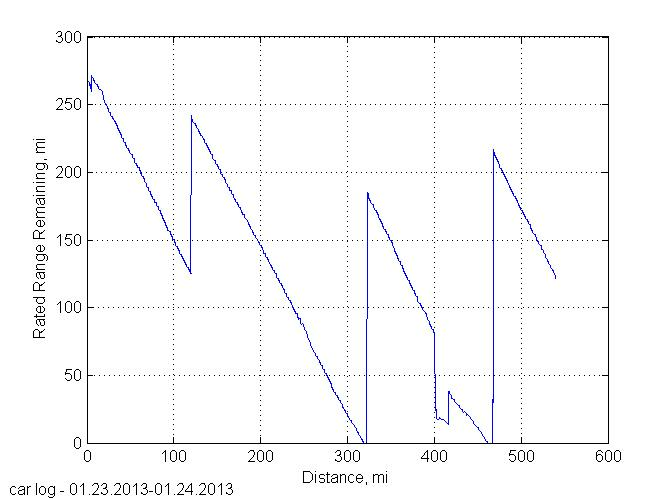 300
250
200
150
100
50
0
Rated Range Remaining, mi
0 100 200 300 400 500 600
Distance, mi
car log - 01.23.2013-01.24.2013